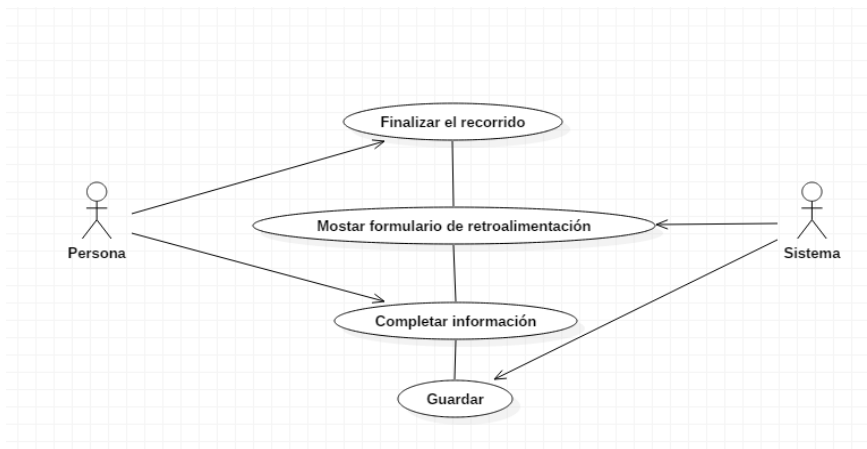 Finalizar el recorrido
Mostar formulario de retroalimentación
Persona
Sistema
Completar información
Guardar